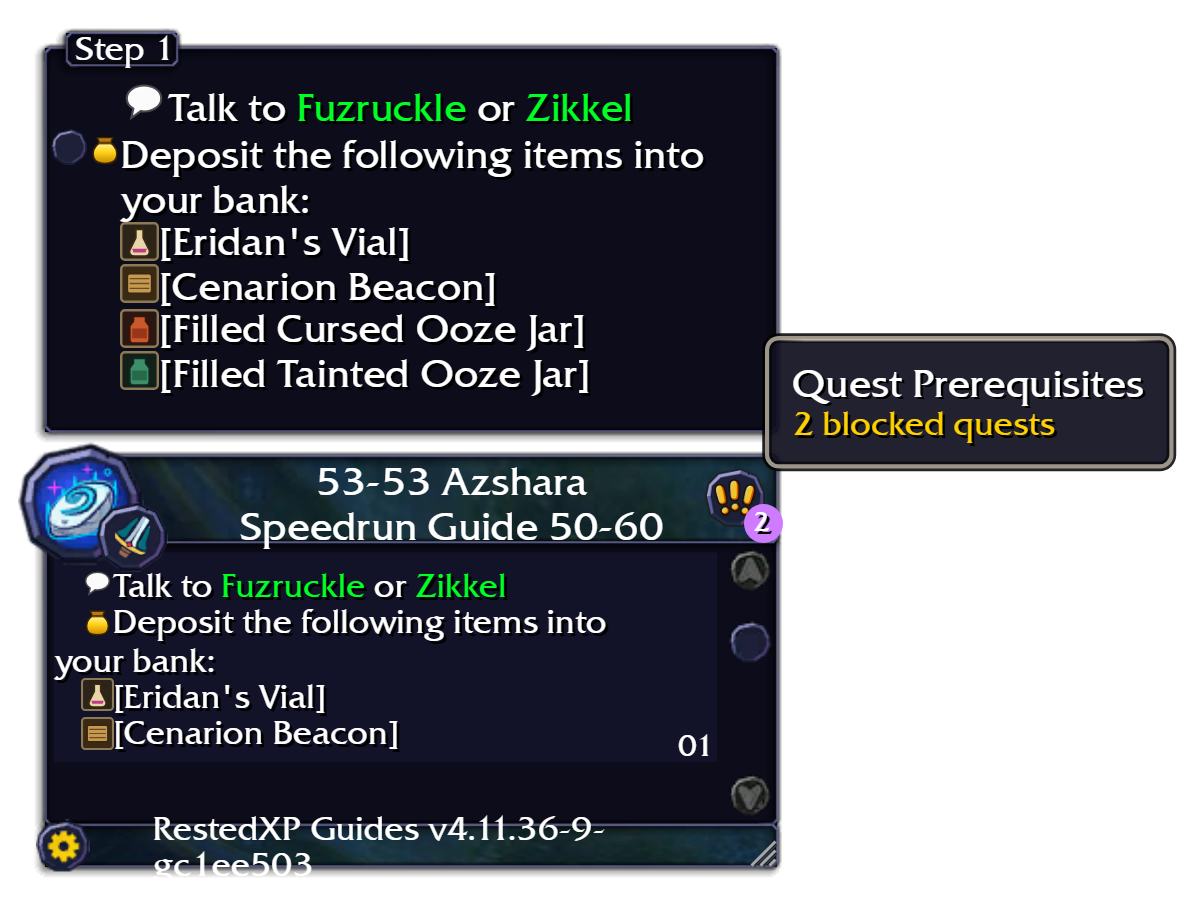 Step 1
Talk to Fuzruckle or Zikkel
Deposit the following items into
your bank:
[Eridan's Vial]
[Cenarion Beacon]
[Filled Cursed Ooze Jar]
[Filled Tainted Ooze Jar]
Quest Prerequisites
2 blocked quests
53-53 Azshara
Speedrun Guide 50-60
2
Talk to Fuzruckle or Zikkel
Deposit the following items into
your bank:
[Eridan's Vial]
[Cenarion Beacon]
01
RestedXP Guides v4.11.36-9-
gc1ee503